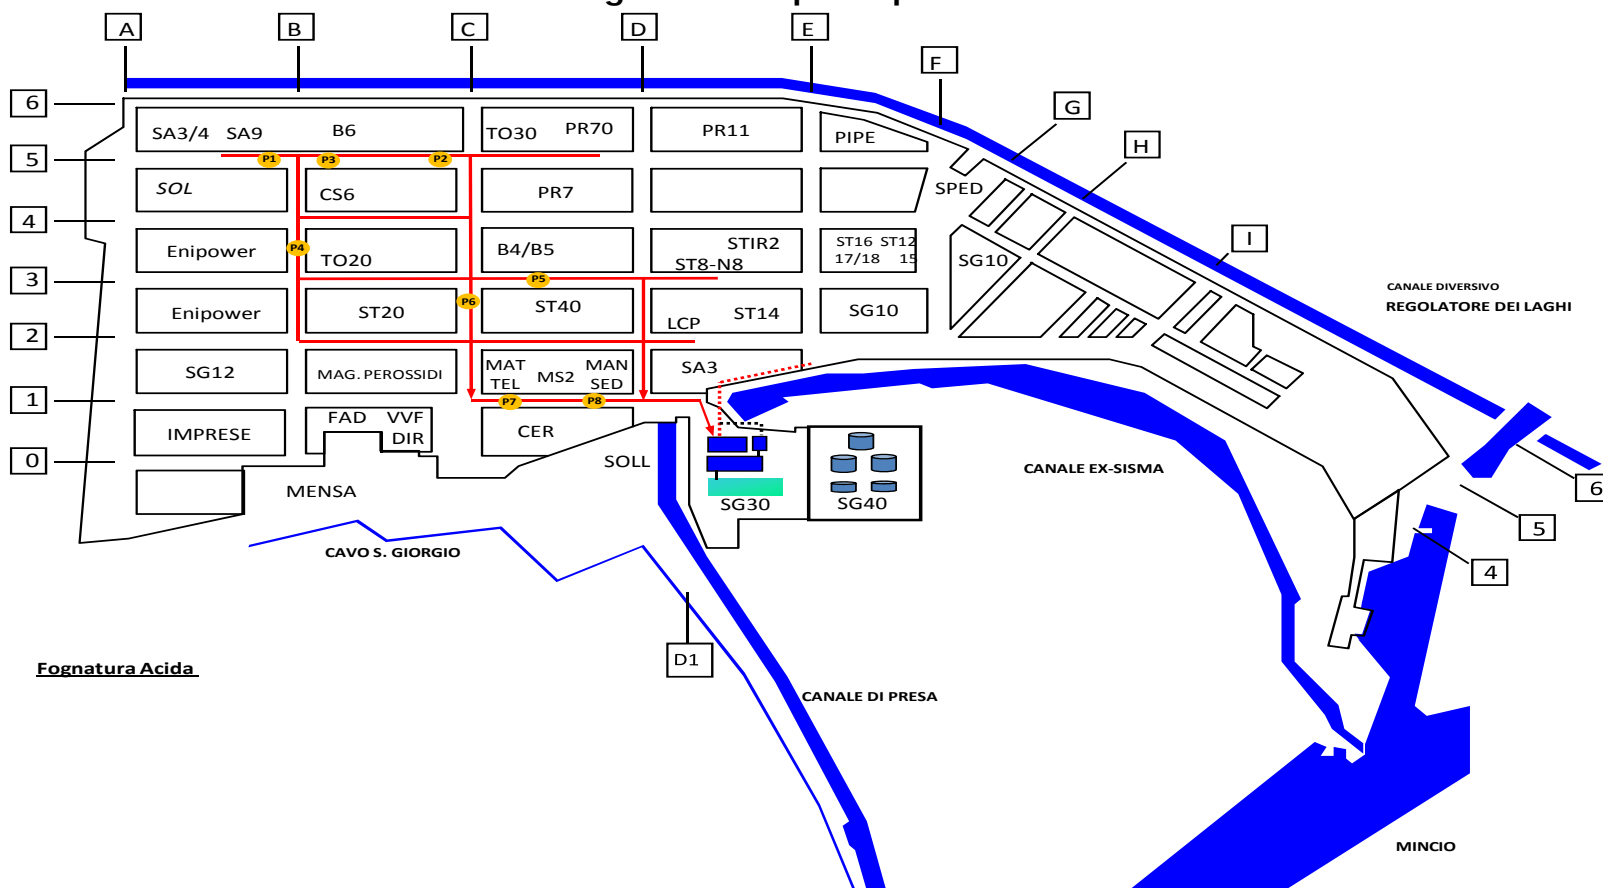 A B C D E
F
G
H
I
6
5
4
3
2
1
0
SA3/4 SA9 B6 TO30 PR70 PR11 PIPE
P1 P3 P2
SOL CS6 PR7 SPED
P4
Enipower TO20 B4/B5 STIR2
ST8-N8
ST16 ST12
17/18 15
SG10
P5
P6
Enipower ST20 ST40 LCP ST14 SG10
CANALE DIVERSIVO
REGOLATORE DEI LAGHI
SG12 MAG. PEROSSIDI MAT
TEL
MS2 MAN
SED
SA3
P7 P8
IMPRESE FAD VVF
DIR
CER
SOLL
MENSA
SG30 SG40
CANALE EX-SISMA
6
5
4
CAVO S. GIORGIO
D1
Fognatura Acida
CANALE DI PRESA
MINCIO